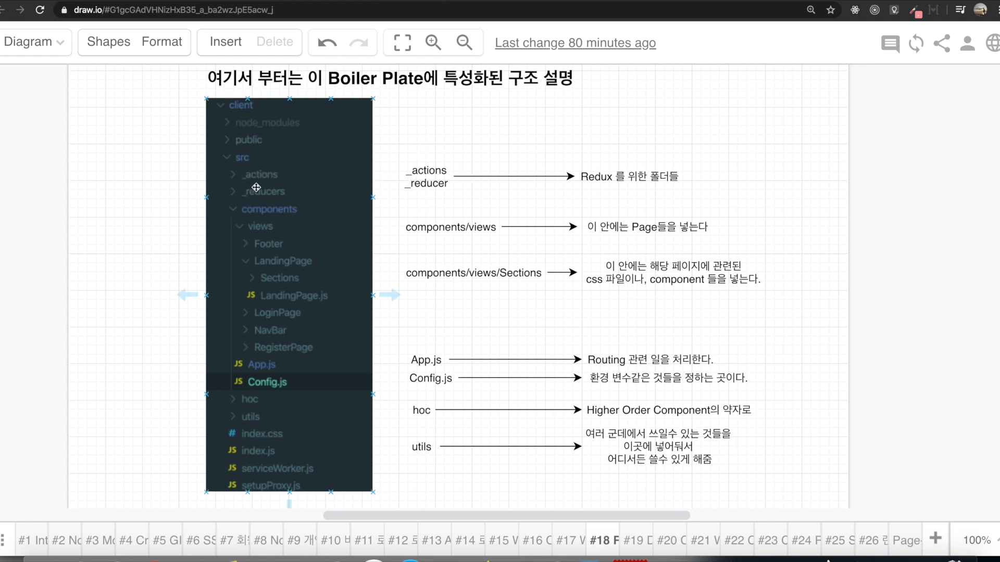 draw.io/#G1gcGAdVHNizHxB35_a_ba2wzJpE5acw_j
Diagram
Shapes Format
Insert Delete
Last change 80 minutes ago
여기서 부터는 이 Boiler Plate에 특성화된 구조 설명
client
node_modules
public
src
_actions
_reducers
components
views
Footer
LandingPage
Sections
JS LandingPage.js
LoginPage
NavBar
RegisterPage
JS App.js
JS Config.js
hoc
utils
# index.css
JS index.js
JS serviceWorker.js
JS setupProxy.js
_actions
_reducer
Redux 를 위한 폴더들
components/views
이 안에는 Page들을 넣는다
components/views/Sections
이 안에는 해당 페이지에 관련된
css 파일이나, component 들을 넣는다.
App.js
Routing 관련 일을 처리한다.
Config.js
환경 변수같은 것들을 정하는 곳이다.
hoc
Higher Order Component의 약자로
utils
여러 군데에서 쓰일수 있는 것들을
이곳에 넣어둬서
어디서든 쓸수 있게 해줌
#1 Int #2 Nc #3 Mc #4 Cr #5 GI #6 SS #7 회 #8 Nc #9 개 #10 #11 #12 #13 A #14 #15 #16 C #17 #18 F #19 D #20 C #21 #22 C #23 C #24 F #25 S #26 Page- 100%